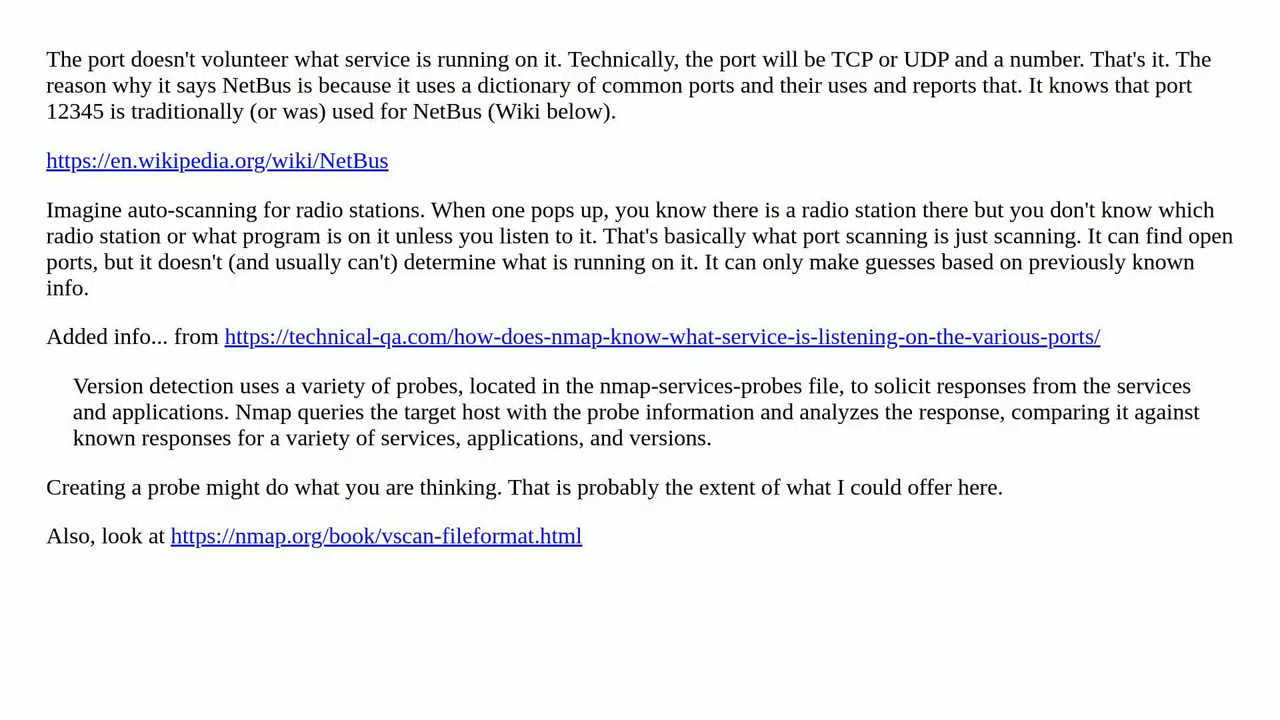 The port doesn't volunteer what service is running on it. Technically, the port will be TCP or UDP and a number. That's it. The
reason why it says NetBus is because it uses a dictionary of common ports and their uses and reports that. It knows that port
12345 is traditionally (or was) used for NetBus (Wiki below).
https://en.wikipedia.org/wiki/NetBus
Imagine auto-scanning for radio stations. When one pops up, you know there is a radio station there but you don't know which
radio station or what program is on it unless you listen to it. That's basically what port scanning is just scanning. It can find open
ports, but it doesn't (and usually can't) determine what is running on it. It can only make guesses based on previously known
info.
Added info... from https://technical-qa.com/how-does-nmap-know-what-service-is-listening-on-the-various-ports/
Version detection uses a variety of probes, located in the nmap-services-probes file, to solicit responses from the services
and applications. Nmap queries the target host with the probe information and analyzes the response, comparing it against
known responses for a variety of services, applications, and versions.
Creating a probe might do what you are thinking. That is probably the extent of what I could offer here.
Also, look at https://nmap.org/book/vscan-fileformat.html